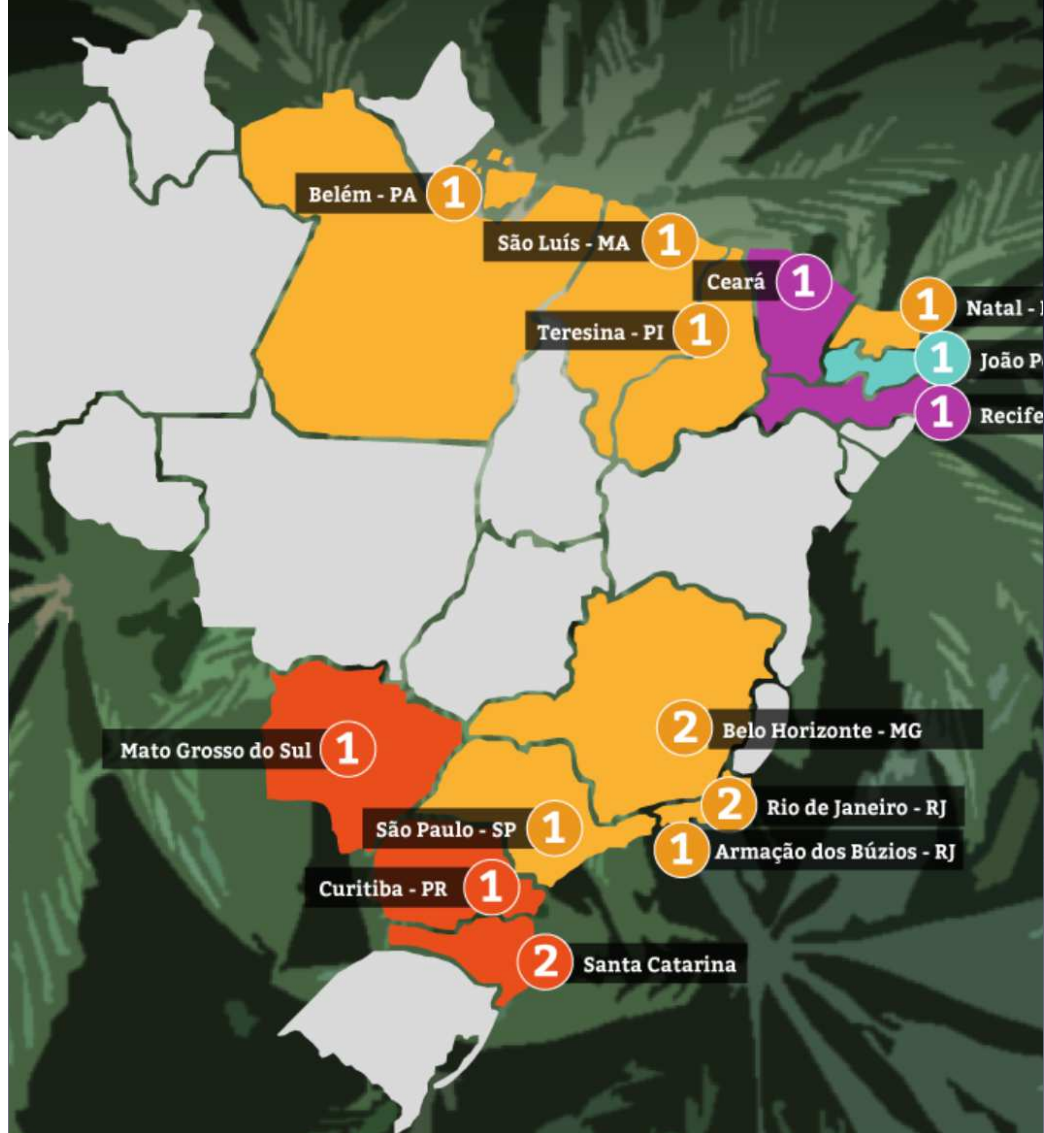 Belém - PA 1
São Luís - MA 1
Ceará 1
1 Natal -
Teresina - PI 1
1 João
1 Recife
2 Belo Horizonte - MG
Mato Grosso do Sul 1
2 Rio de Janeiro - RJ
São Paulo - SP 1
1 Armação dos Búzios - RJ
Curitiba - PR 1
2 Santa Catarina